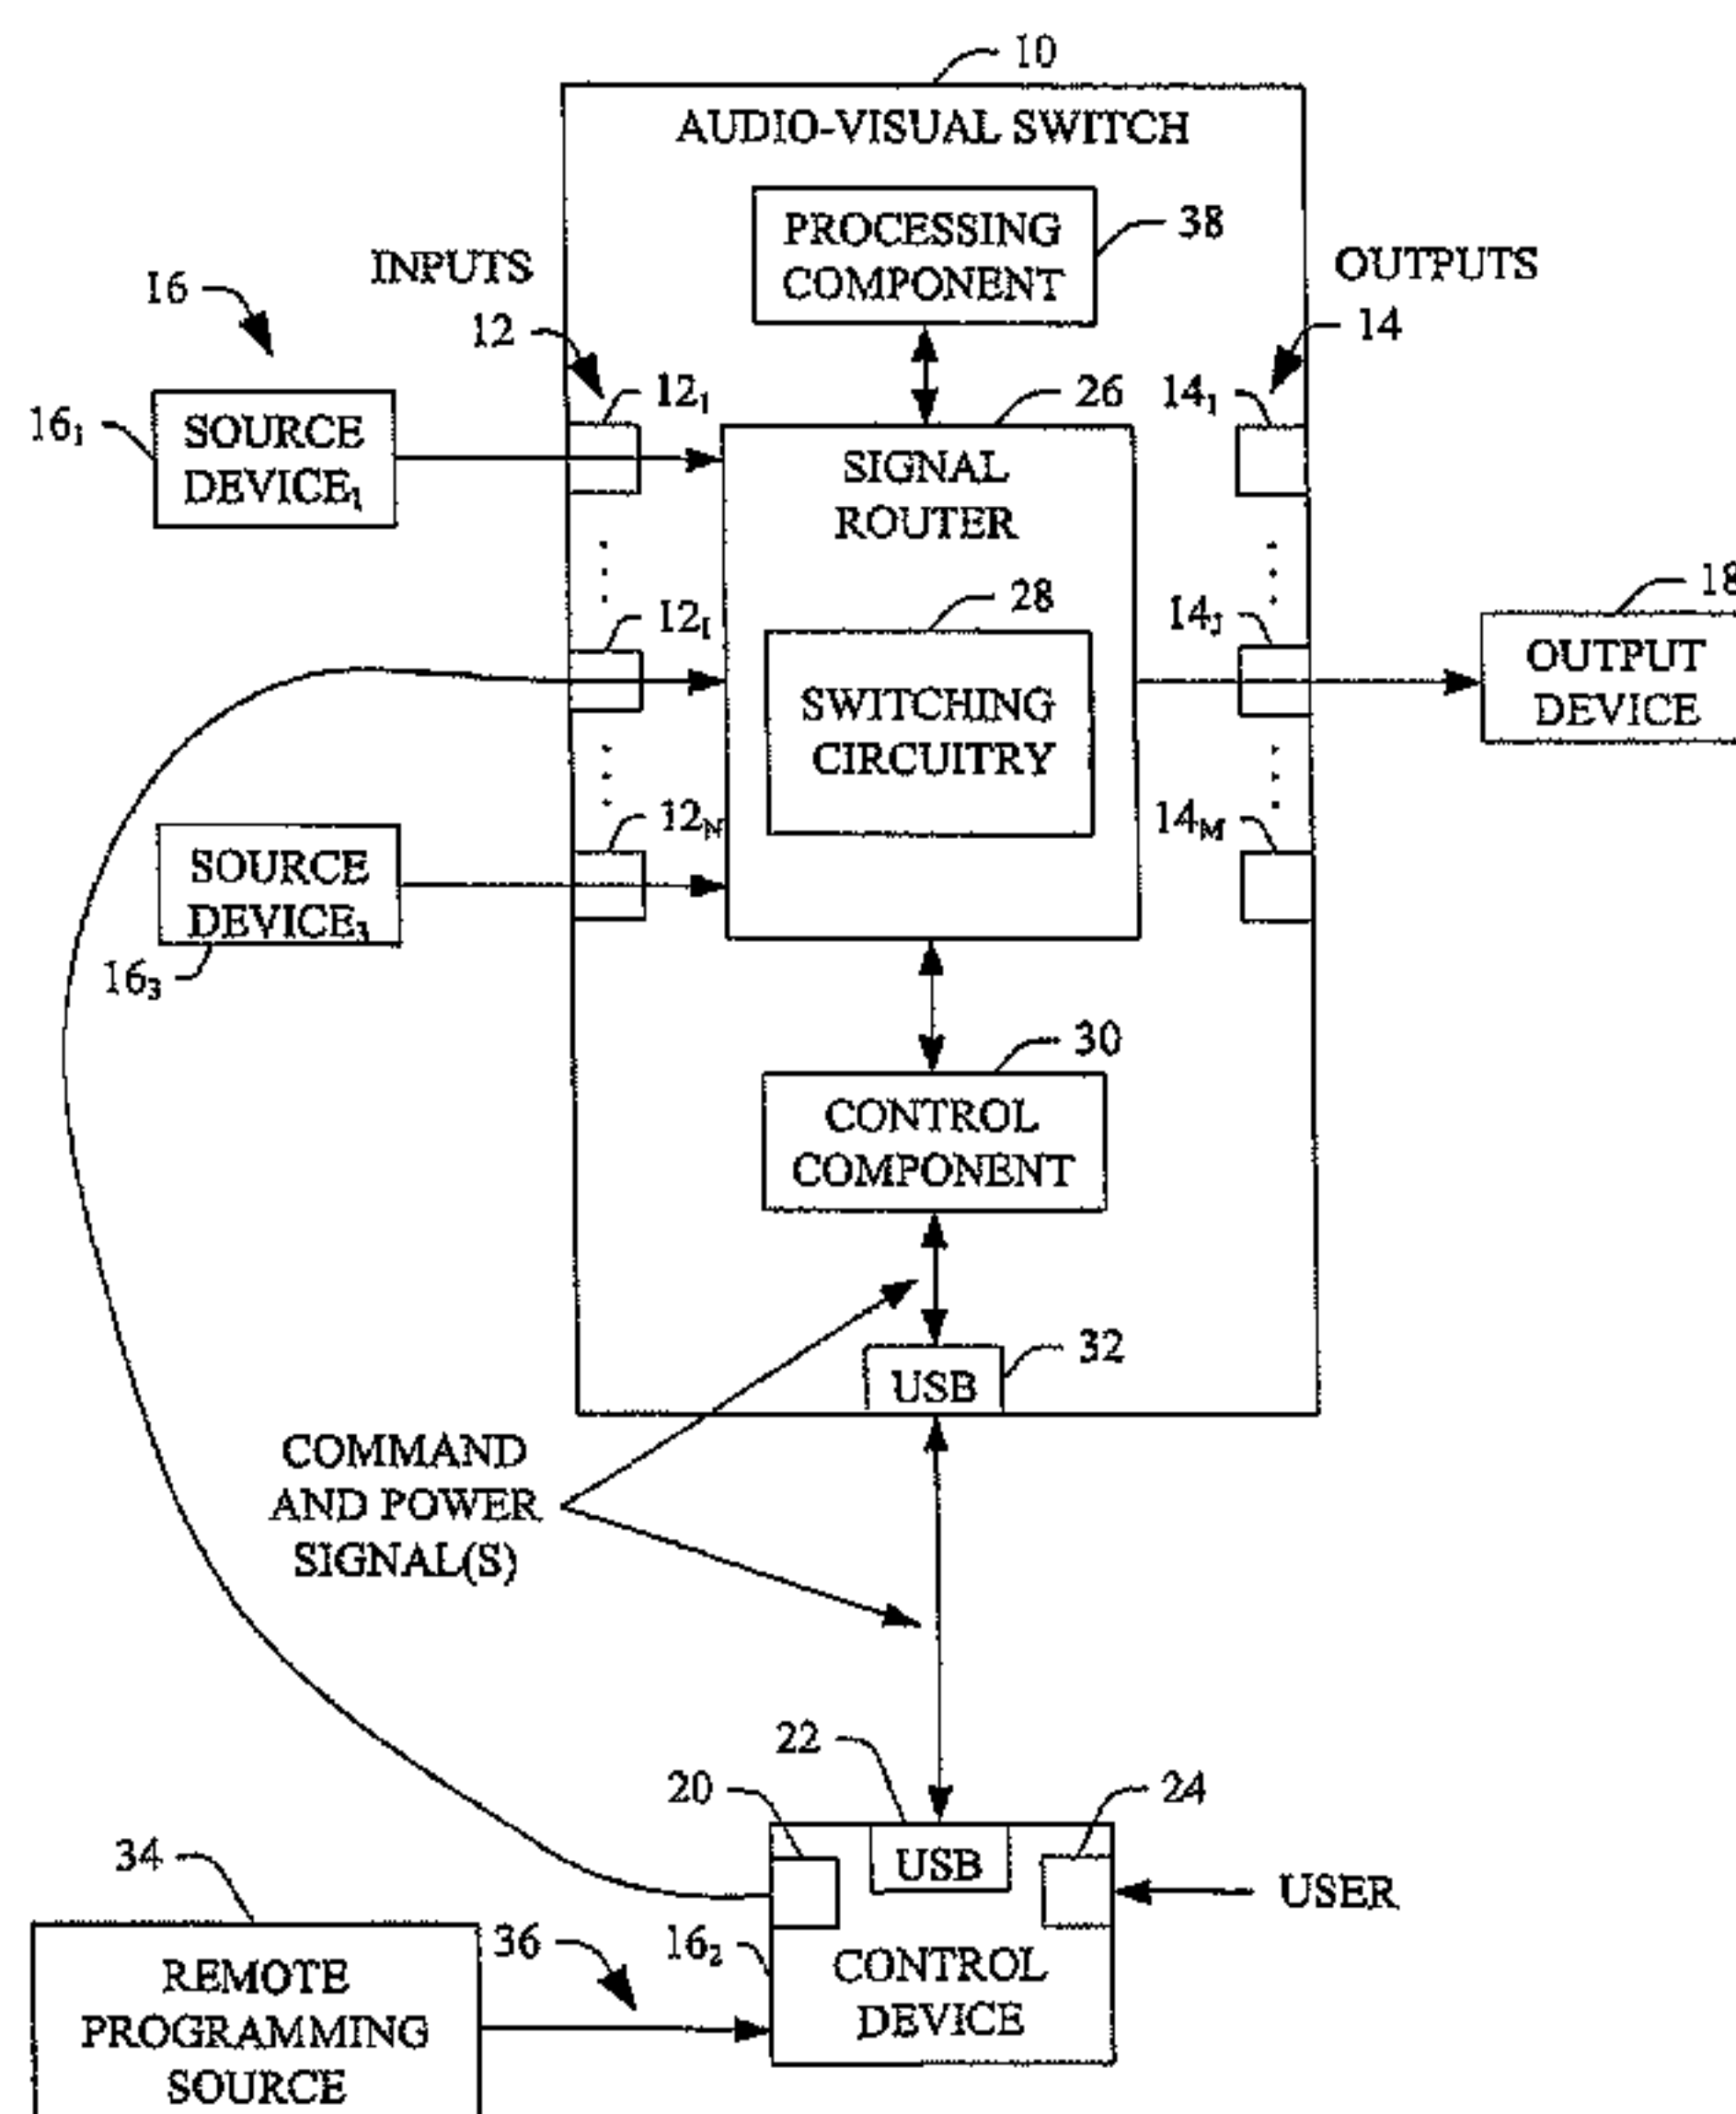 10
AUDIO-VISUAL SWITCH
PROCESSING
COMPONENT
38
INPUTS
OUTPUTS
16
12
14
12₁
26
14₁
16₁
SOURCE
DEVICE₁
SIGNAL
ROUTER
28
12ᵢ
14ⱼ
18
OUTPUT
DEVICE
SWITCHING
CIRCUITRY
12N
14M
SOURCE
DEVICE₃
16₃
30
CONTROL
COMPONENT
32
USB
COMMAND
AND POWER
SIGNAL(S)
22
20
24
USB
USER
34
36
16₂
CONTROL
DEVICE
REMOTE
PROGRAMMING
SOURCE